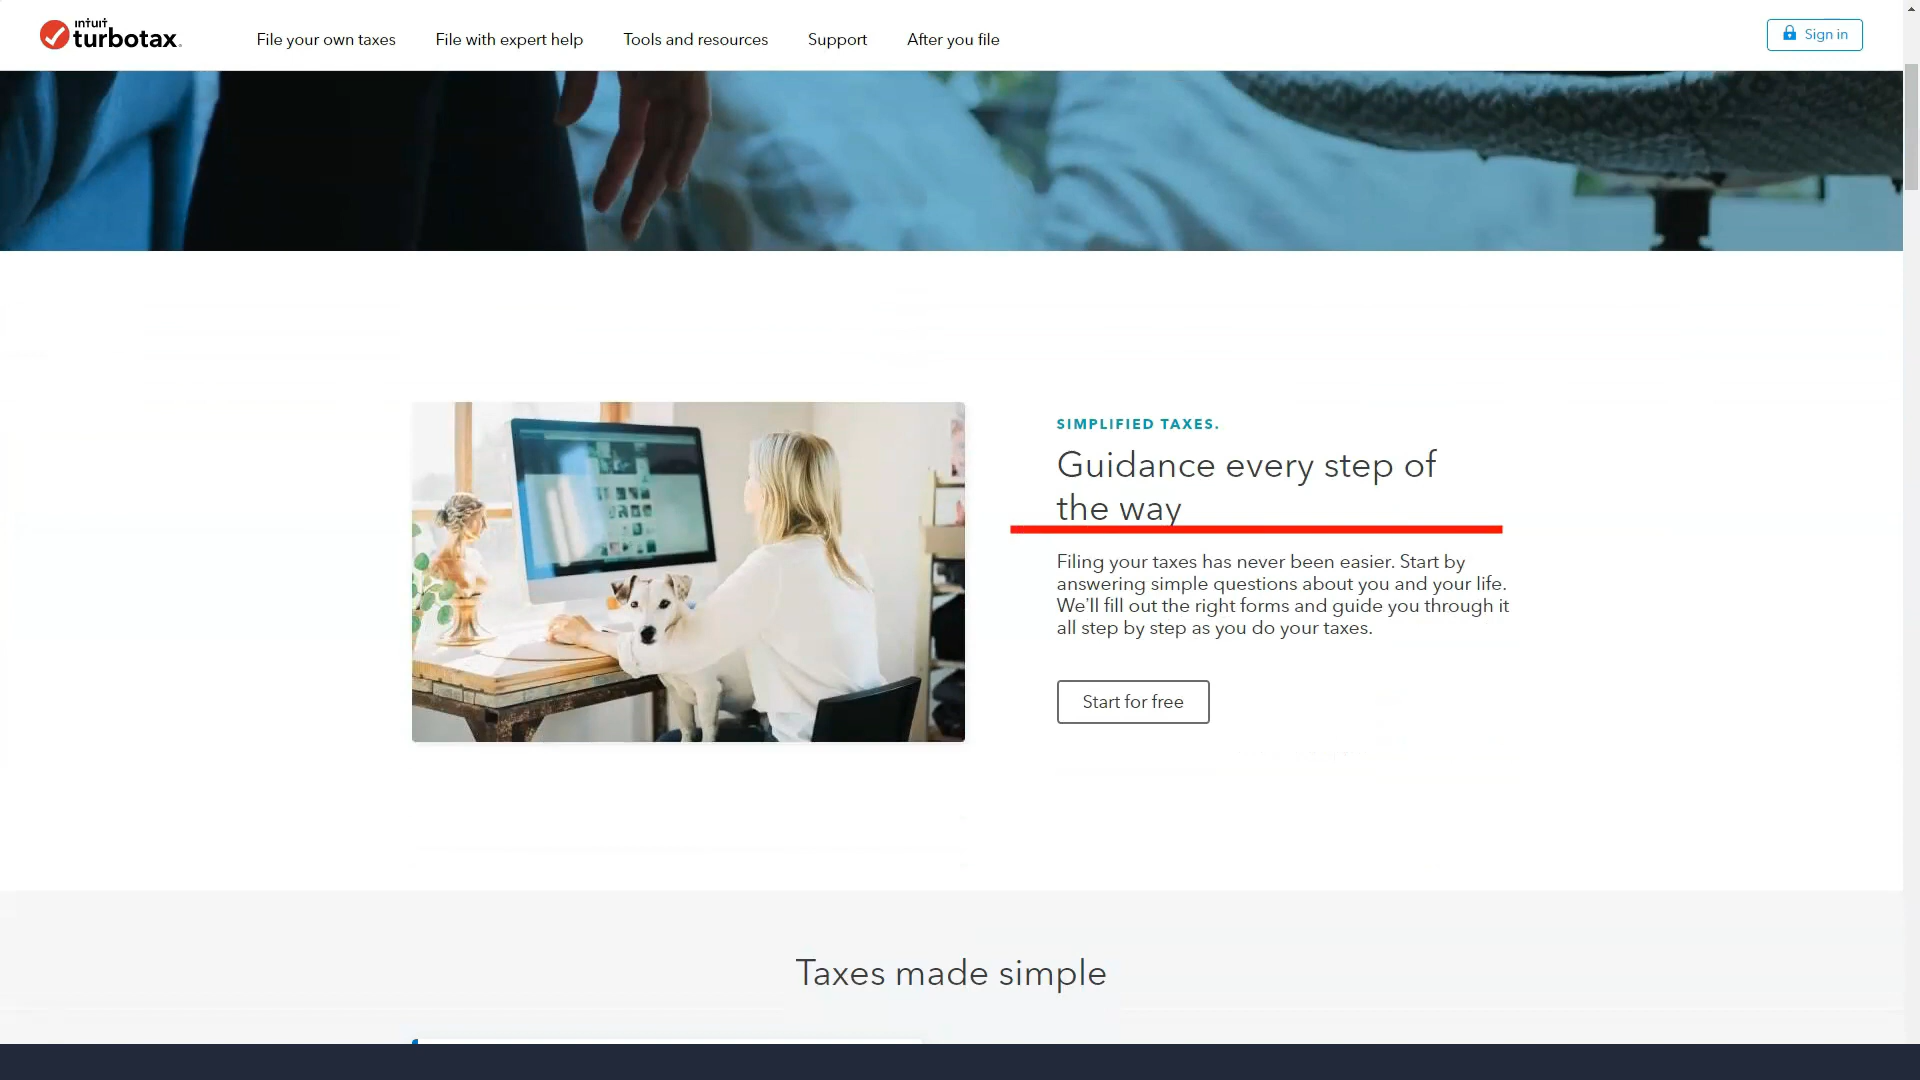 intuit
turbotax.
File your own taxes
File with expert help
Tools and resources
Support
After you file
Sign in
SIMPLIFIED TAXES.
Guidance every step of
the way
Filing your taxes has never been easier. Start by
answering simple questions about you and your life.
We'll fill out the right forms and guide you through it
all step by step as you do your taxes.
Start for free
Taxes made simple